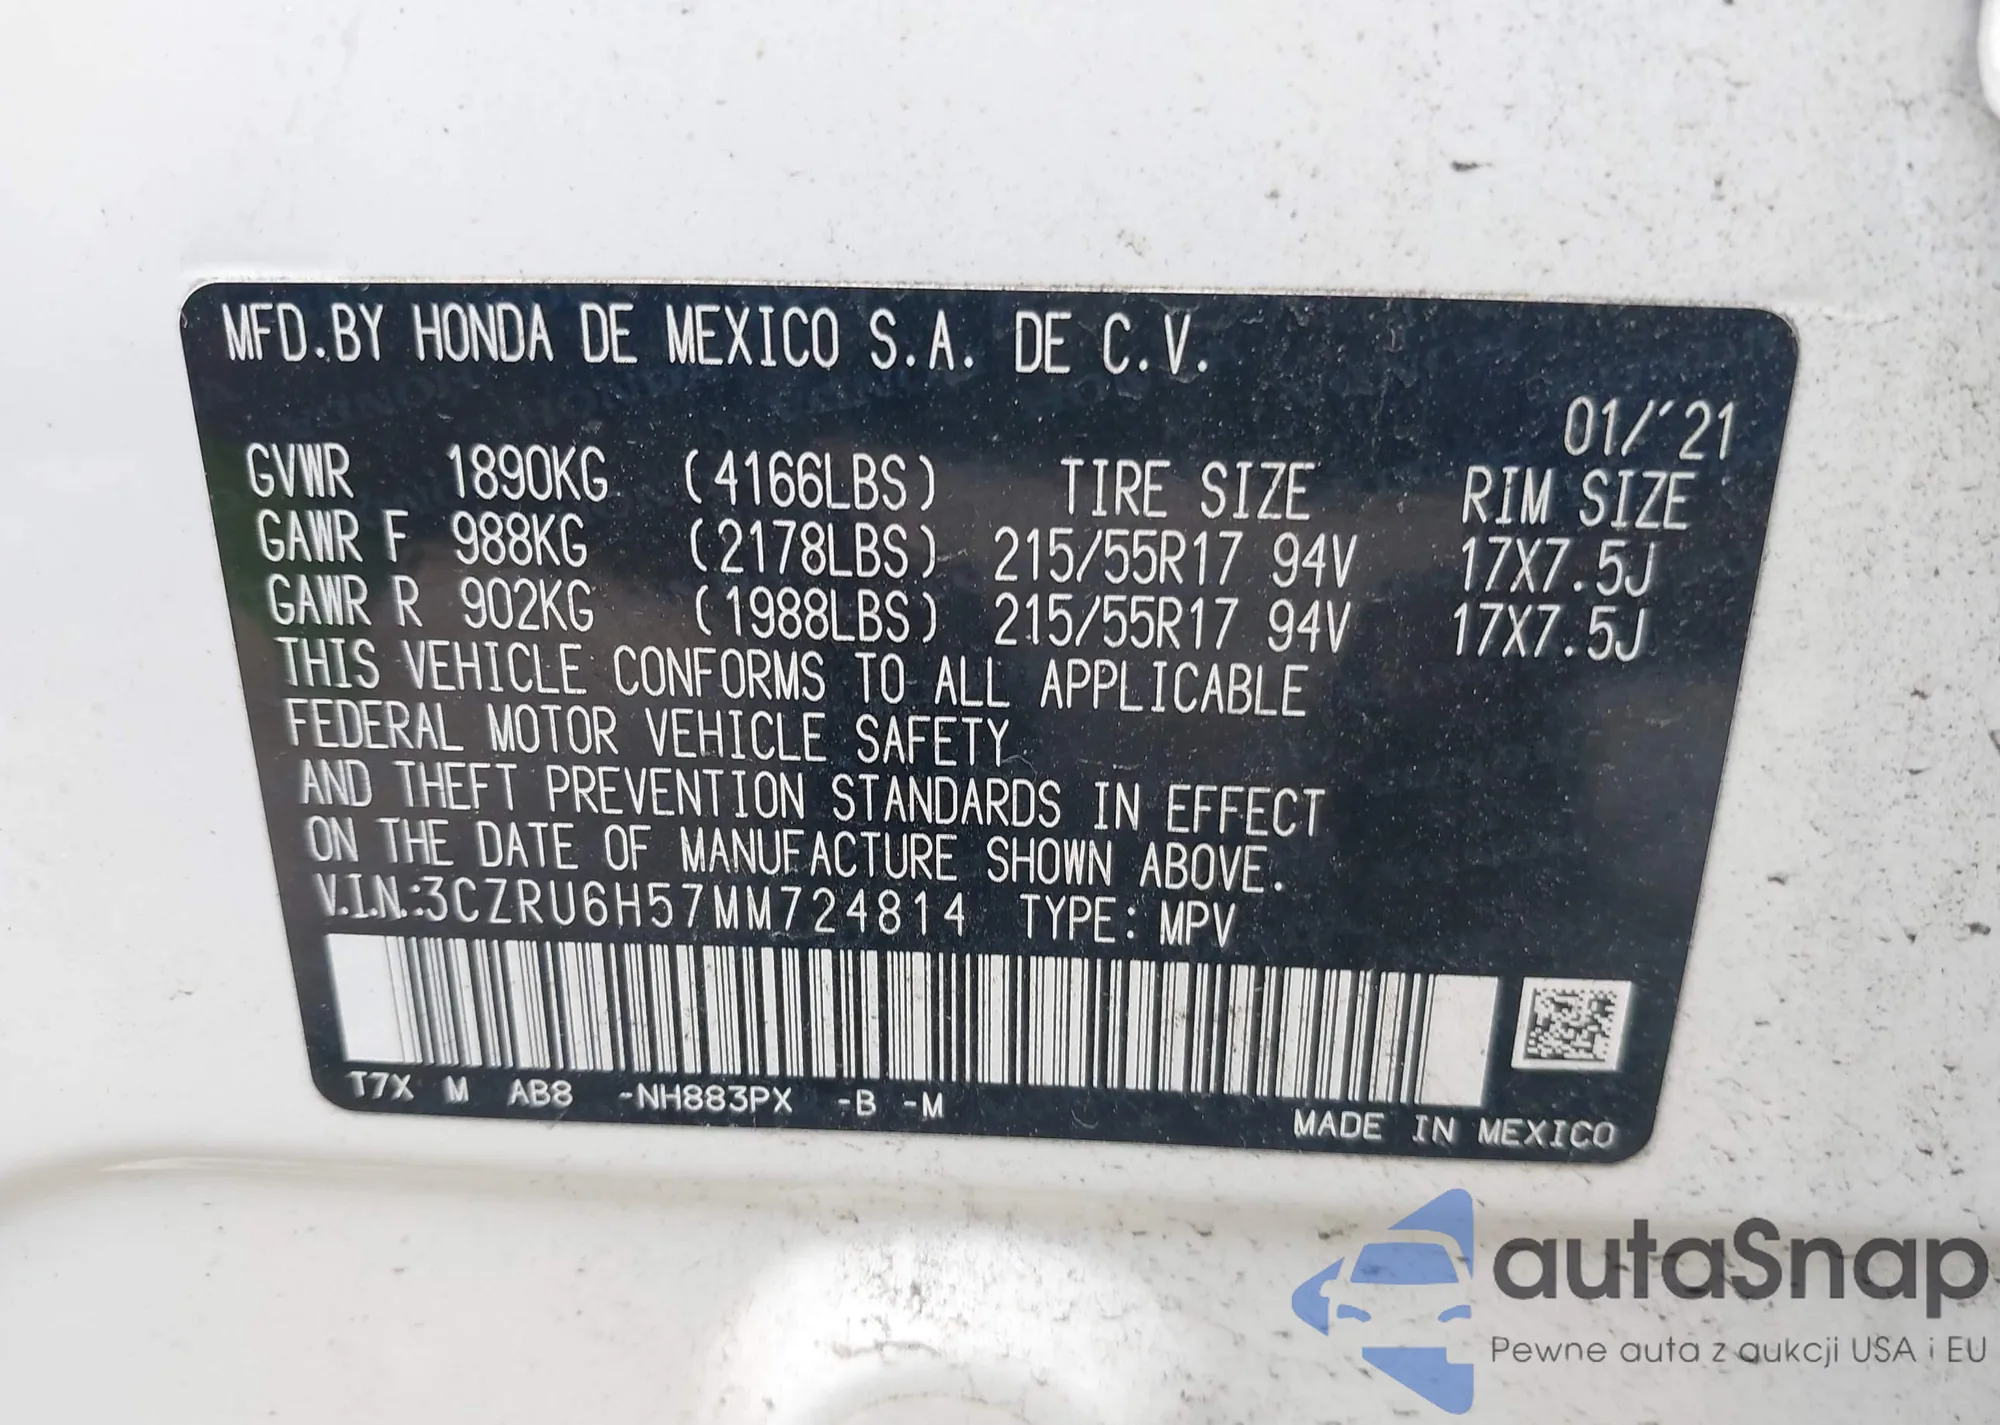 MFD.BY HONDA DE MEXICO S.A. DE C.V.
01/'21
GVWR 1890KG (4166LBS) TIRE SIZE RIM SIZE
GAWR F 988KG (2178LBS) 215/55R17 94V 17X7.5J
GAWR R 902KG (1988LBS) 215/55R17 94V 17X7.5J
THIS VEHICLE CONFORMS TO ALL APPLICABLE
FEDERAL MOTOR VEHICLE SAFETY
AND THEFT PREVENTION STANDARDS IN EFFECT
ON THE DATE OF MANUFACTURE SHOWN ABOVE.
V.I.N.:3CZRU6H57MM724814 TYPE: MPV
T7X M AB8 -NH883PX -B -M
MADE IN MEXICO
autaSnap
Pewne auta z aukcji USA i EU